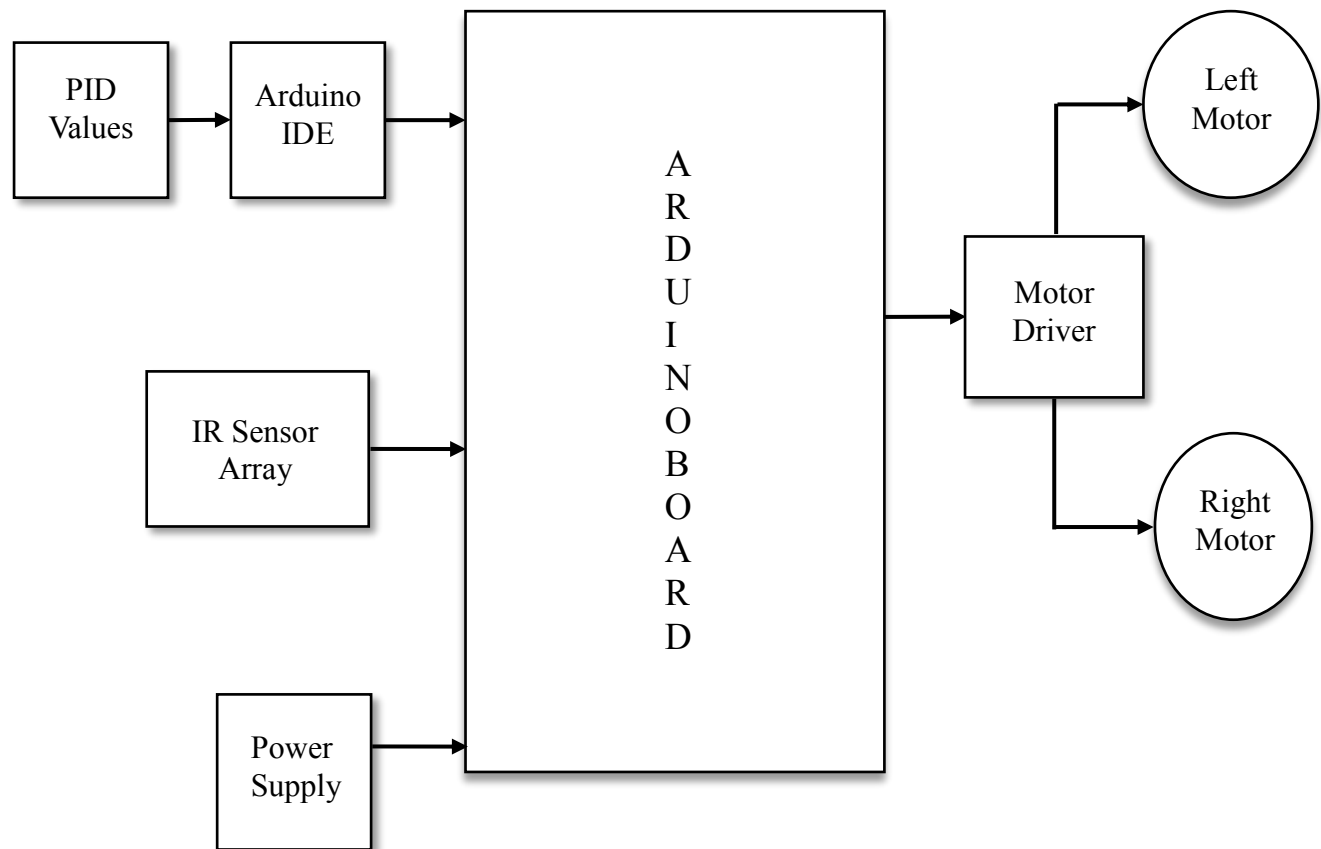 PID
Values
Arduino
IDE
A
R
D
U
I
N
O
B
O
A
R
D
Left
Motor
Motor
Driver
IR Sensor
Array
Right
Motor
Power
Supply